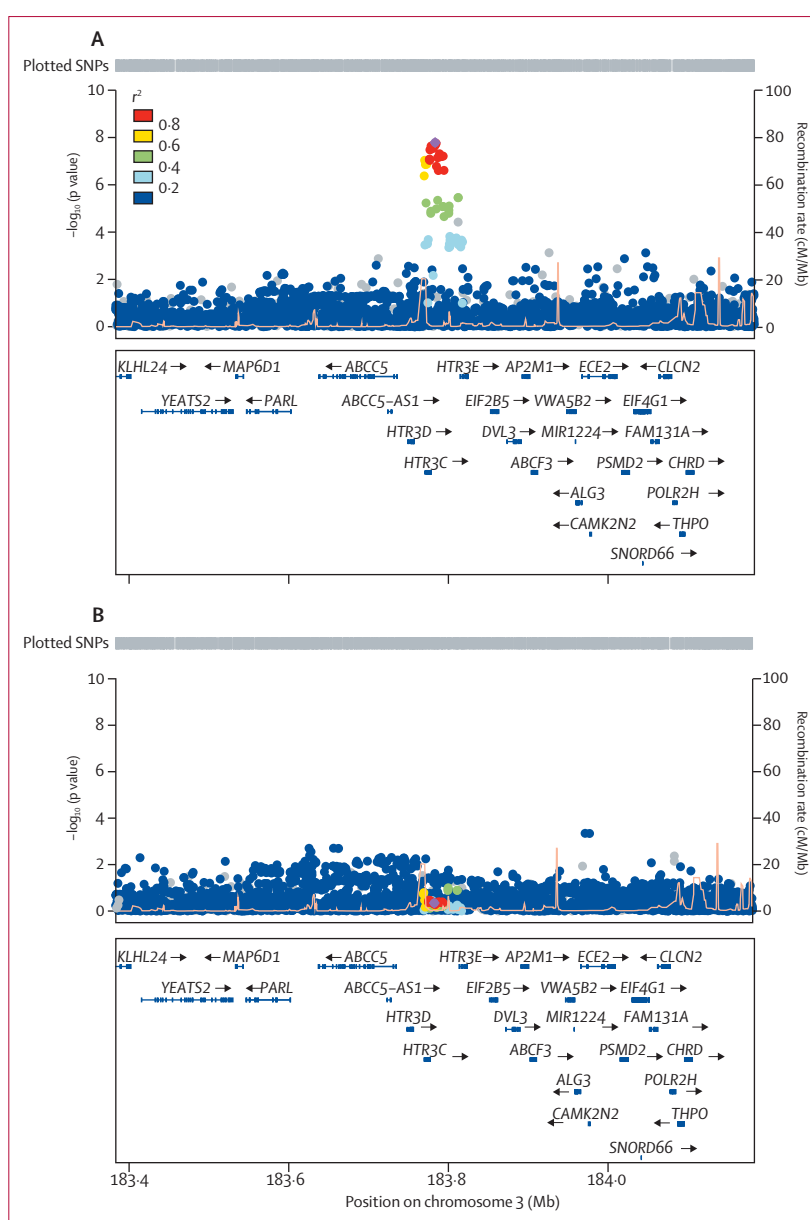 A
Plotted SNPs
10
8
6
4
2
0
−log₁₀ (p value)
r²
0·8
0·6
0·4
0·2
100
80
60
40
20
0
Recombination rate (cM/Mb)
KLHL24 → ← MAP6D1 ← ABCC5 HTR3E → AP2M1 → ECE2 → ← CLCN2
YEATS2 → ← PARL ABCC5–AS1 → EIF2B5 → VWA5B2 → EIF4G1 →
HTR3D → DVL3 → MIR1224 → FAM131A →
HTR3C → ABCF3 → PSMD2 → CHRD →
← ALG3 POLR2H →
← CAMK2N2 ← THPO
SNORD66 →
B
Plotted SNPs
10
8
6
4
2
0
−log₁₀ (p value)
100
80
60
40
20
0
Recombination rate (cM/Mb)
KLHL24 → ← MAP6D1 ← ABCC5 HTR3E → AP2M1 → ECE2 → ← CLCN2
YEATS2 → ← PARL ABCC5–AS1 → EIF2B5 → VWA5B2 → EIF4G1 →
HTR3D → DVL3 → MIR1224 → FAM131A →
HTR3C → ABCF3 → PSMD2 → CHRD →
← ALG3 POLR2H →
← CAMK2N2 ← THPO
SNORD66 →
183·4 183·6 183·8 184·0
Position on chromosome 3 (Mb)